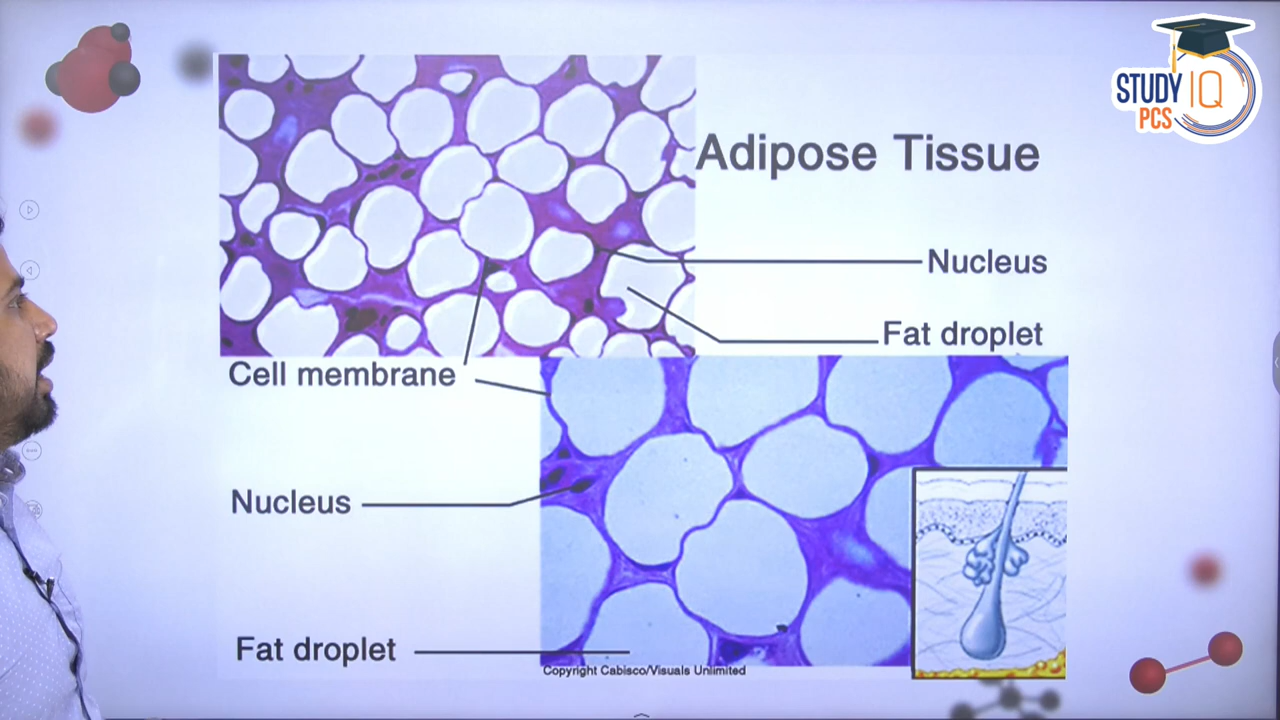 STUDY IQ
PCS
Adipose Tissue
Nucleus
Fat droplet
Cell membrane
Nucleus
Fat droplet
Copyright Cabisco/Visuals Unlimited